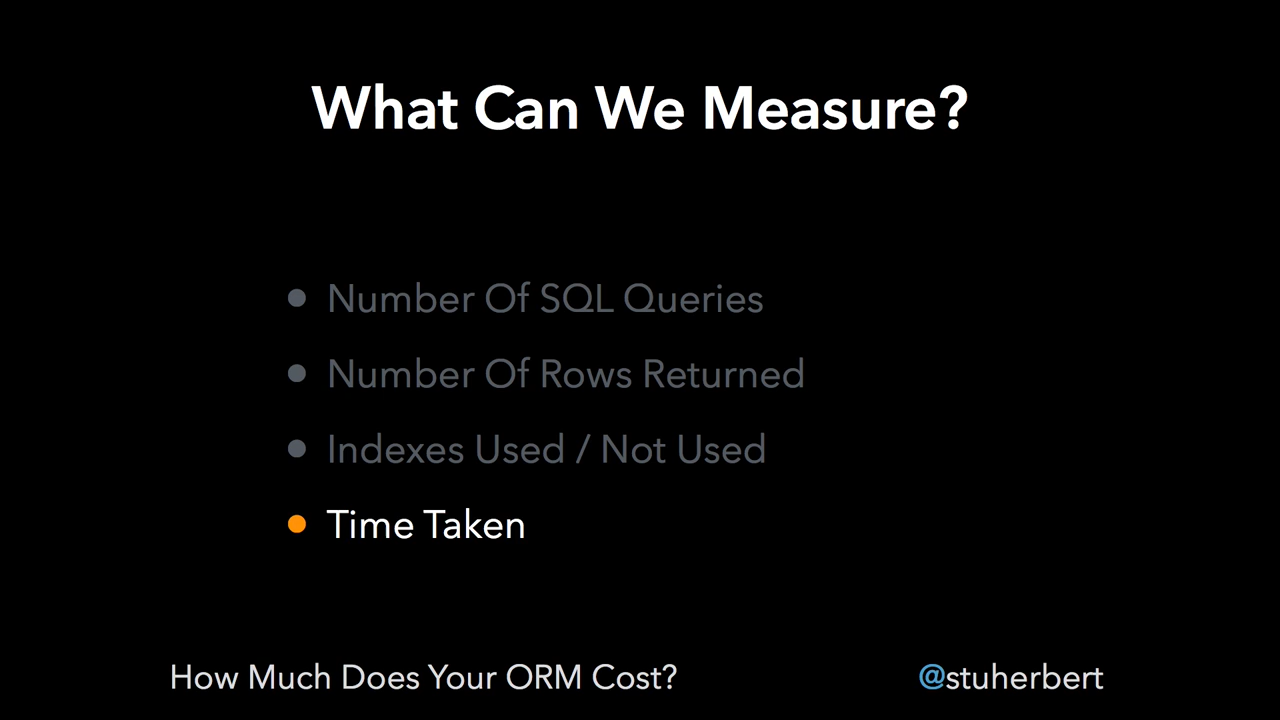 What Can We Measure?
• Number Of SQL Queries
• Number Of Rows Returned
• Indexes Used / Not Used
• Time Taken
How Much Does Your ORM Cost?
@stuherbert